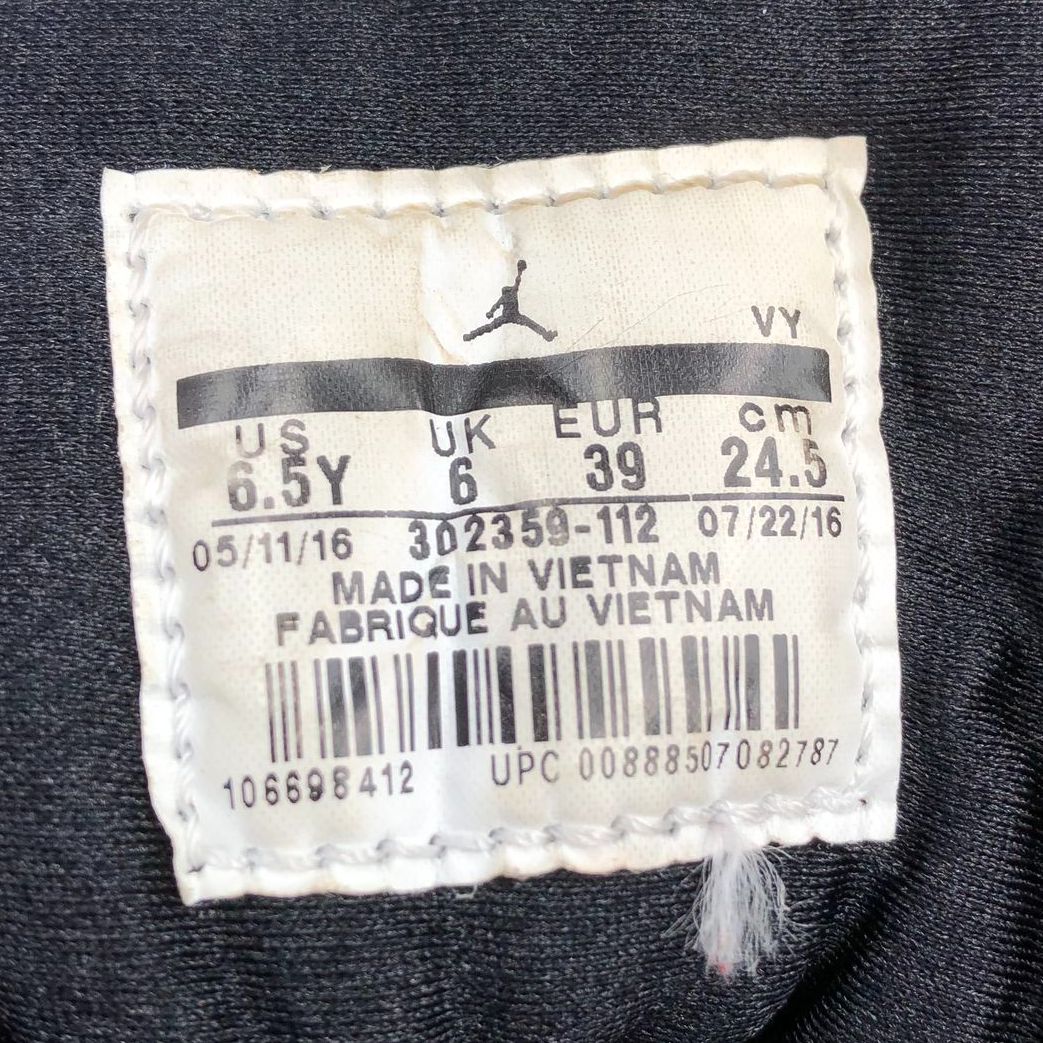 VY
US UK EUR cm
6.5Y 6 39 24.5
05/11/16 302359-112 07/22/16
MADE IN VIETNAM
FABRIQUE AU VIETNAM
106698412 UPC 00888507082787